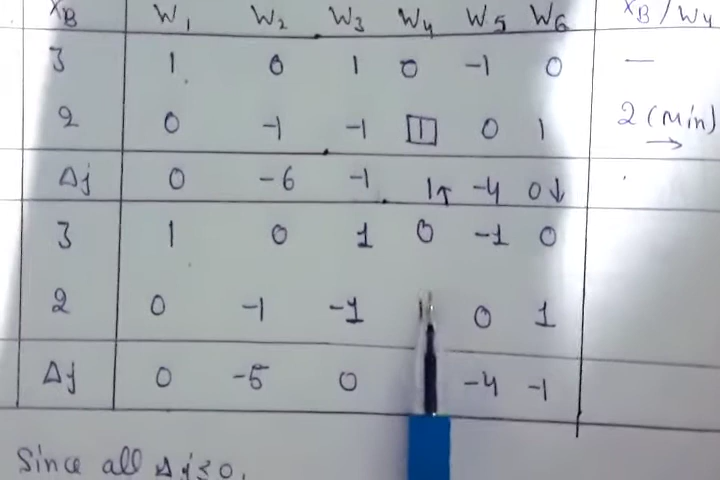 XB W1 W2 W3 W4 W5 W6 XB/W4
3 1 0 1 0 -1 0 —
2 0 -1 -1 1 0 1 2 (Min) →
Δj 0 -6 -1 1↑ -4 0↓
3 1 0 1 0 -1 0
2 0 -1 -1 1 0 1
Δj 0 -5 0 -4 -1
Since all Δj≤0,